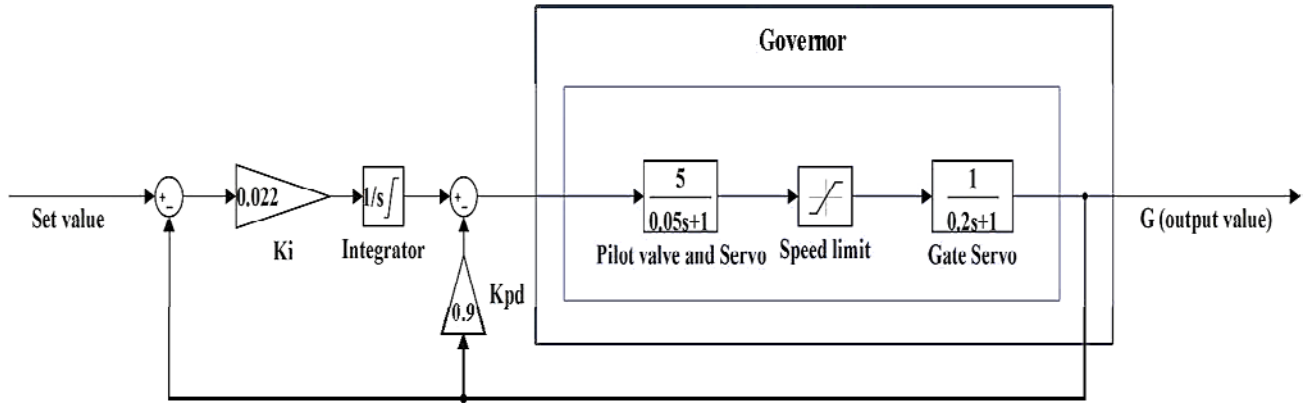 Governor
Set value
+
-
0.022
Ki
1/s
Integrator
+
-
0.9
Kpd
5
0.05s+1
Pilot valve and Servo
Speed limit
1
0.2s+1
Gate Servo
G (output value)